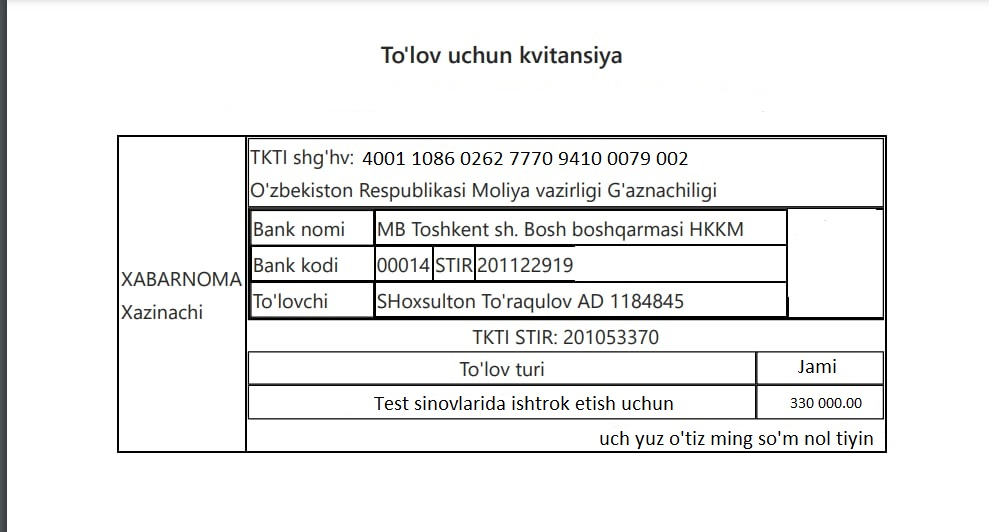 To'lov uchun kvitansiya
TKTI shg'hv: 4001 1086 0262 7770 9410 0079 002
O'zbekiston Respublikasi Moliya vazirligi G'aznachiligi
Bank nomi MB Toshkent sh. Bosh boshqarmasi HKKM
Bank kodi 00014 STIR 201122919
To'lovchi SHoxsulton To'raqulov AD 1184845
XABARNOMA
Xazinachi
TKTI STIR: 201053370
To'lov turi Jami
Test sinovlarida ishtrok etish uchun 330 000.00
uch yuz o'tiz ming so'm nol tiyin